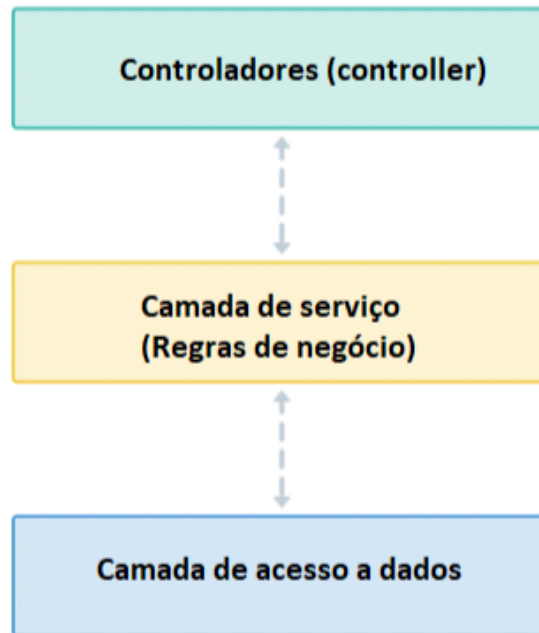 Controladores (controller)
Camada de serviço
(Regras de negócio)
Camada de acesso a dados